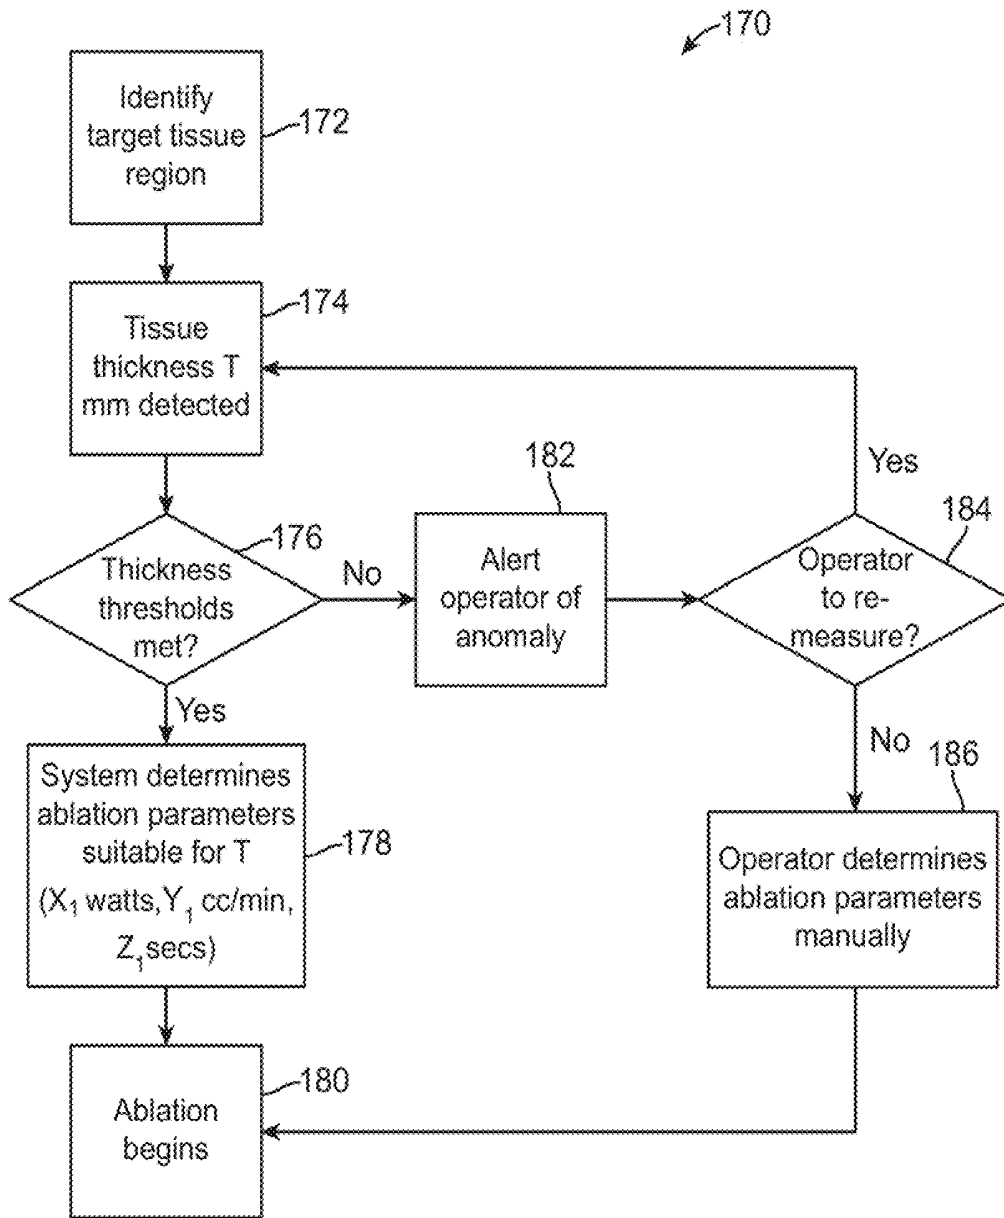 170
Identify
target tissue
region
172
Tissue
thickness T
mm detected
174
Thickness
thresholds
met?
176
No
Yes
Alert
operator of
anomaly
182
Operator
to re-
measure?
184
Yes
No
System determines
ablation parameters
suitable for T
(X₁ watts,Y₁ cc/min,
Z₁secs)
178
Operator determines
ablation parameters
manually
186
Ablation
begins
180